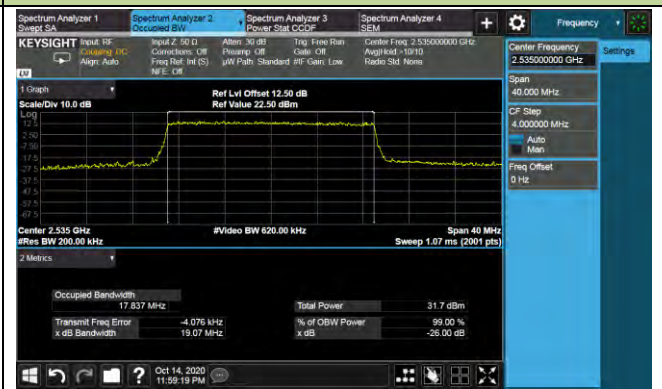 Spectrum Analyzer 1
Swept SA
Spectrum Analyzer 2
Occupied BW
Spectrum Analyzer 3
Power Stat CCDF
Spectrum Analyzer 4
SEM
+
Frequency
KEYSIGHT
Input: RF
Coupling: DC
Align: Auto
Input Z: 50 Ω
Corrections: Off
Freq Ref: Int (S)
NFE: Off
Atten: 30 dB
Preamp: Off
µW Path: Standard
Trig: Free Run
Gate: Off
#IF Gain: Low
Center Freq: 2.535000000 GHz
Avg|Hold: >10/10
Radio Std: None
LV
Center Frequency
2.535000000 GHz
Settings
Span
40.000 MHz
CF Step
4.000000 MHz
Auto
Man
Freq Offset
0 Hz
1 Graph
Scale/Div 10.0 dB
Ref Lvl Offset 12.50 dB
Ref Value 22.50 dBm
Log
12.5
2.50
-7.50
-17.5
-27.5
-37.5
-47.5
-57.5
-67.5
Center 2.535 GHz
#Res BW 200.00 kHz
#Video BW 620.00 kHz
Span 40 MHz
Sweep 1.07 ms (2001 pts)
2 Metrics
Occupied Bandwidth
17.837 MHz
Total Power 31.7 dBm
Transmit Freq Error -4.076 kHz
% of OBW Power 99.00 %
x dB Bandwidth 19.07 MHz
x dB -26.00 dB
?
Oct 14, 2020
11:59:19 PM